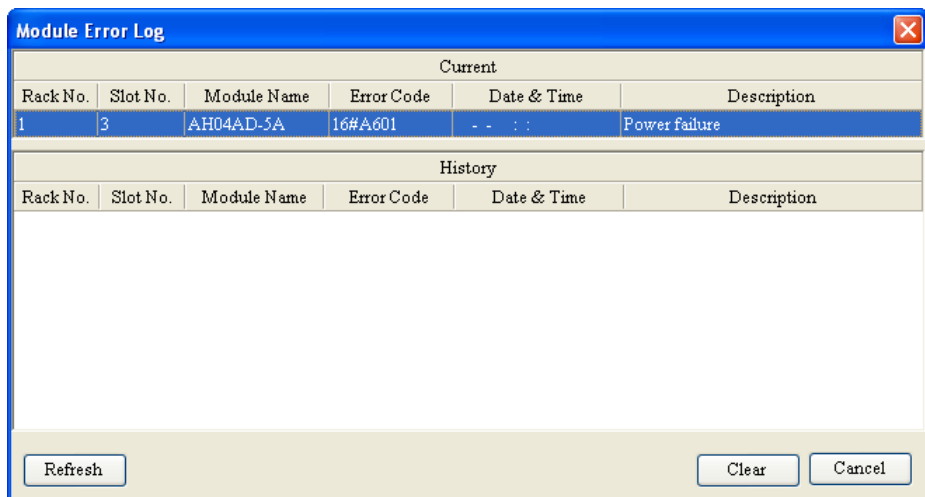 Module Error Log
Current
Rack No. Slot No. Module Name Error Code Date & Time Description
1 3 AH04AD-5A 16#A601 - - : : Power failure
History
Rack No. Slot No. Module Name Error Code Date & Time Description
Refresh Clear Cancel